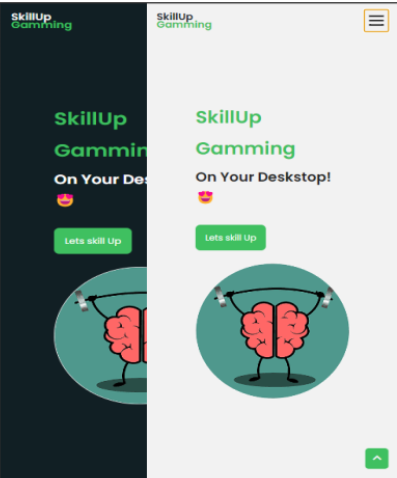 SkillUp
Gamming
SkillUp
Gammin
On Your Des
Lets skill Up
SkillUp
Gamming
SkillUp
Gamming
On Your Deskstop!
Lets skill Up